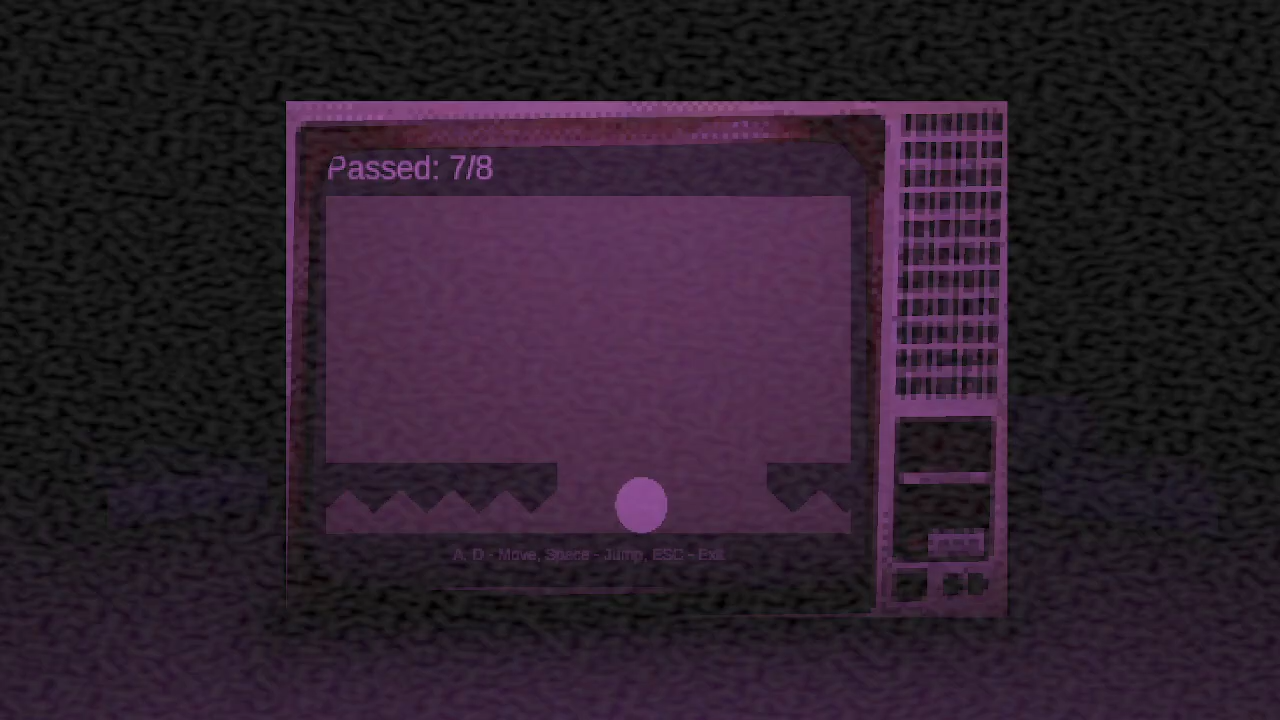 Passed: 7/8
A, D - Move, Space - Jump, ESC - Exit